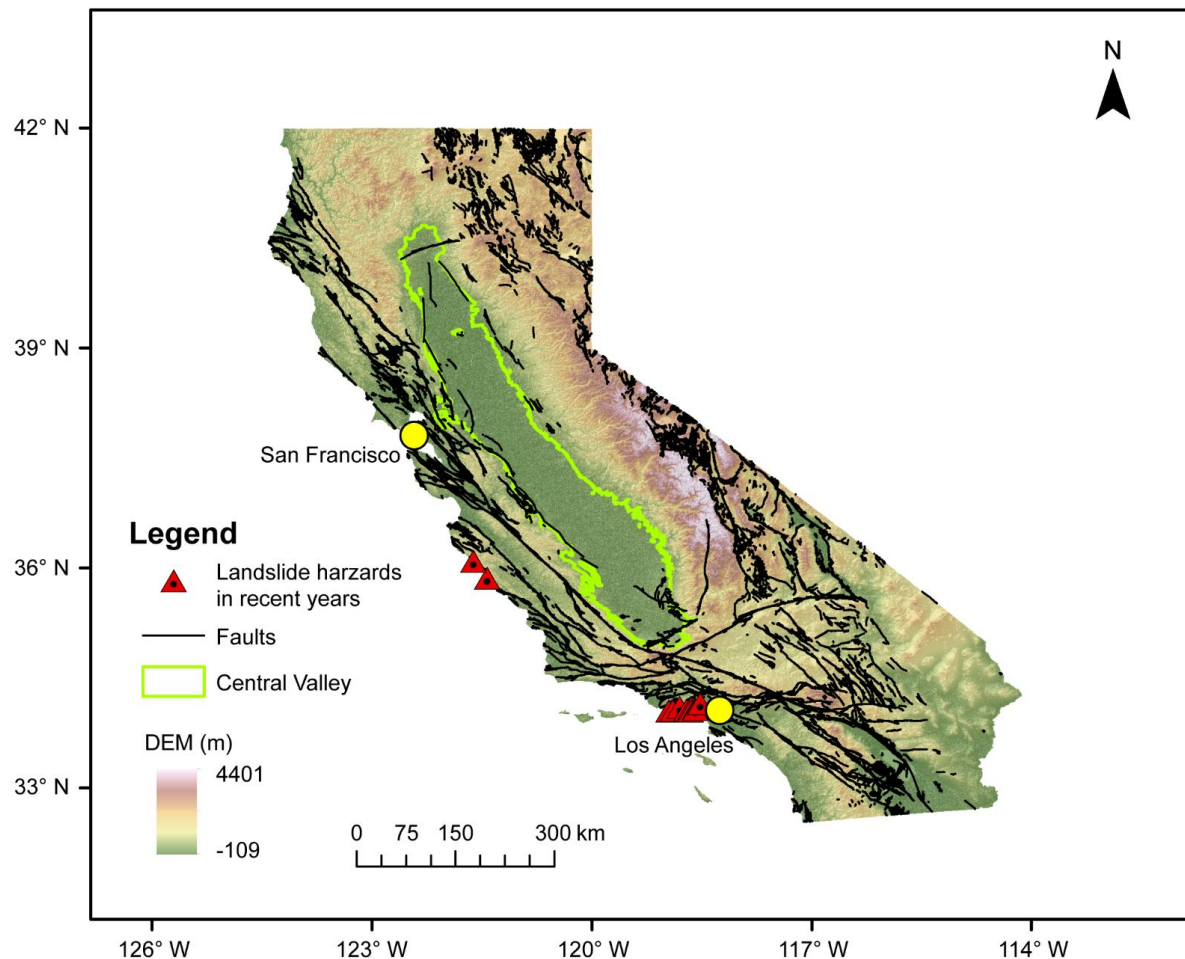 N
42° N
39° N
San Francisco
Legend
36° N
Landslide harzards
in recent years
Faults
Central Valley
DEM (m)
Los Angeles
4401
33° N
-109
0 75 150 300 km
126° W 123° W 120° W 117° W 114° W